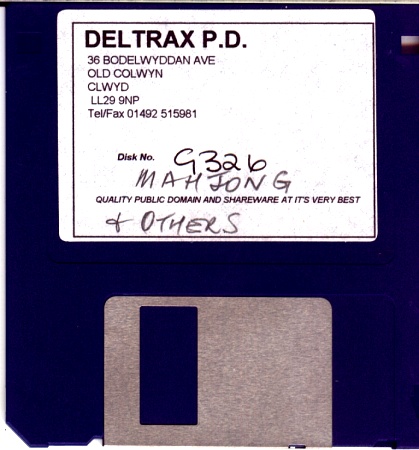 DELTRAX P.D.
36 BODELWYDDAN AVE
OLD COLWYN
CLWYD
LL29 9NP
Tel/Fax 01492 515981
Disk No. G326
MAHJONG
QUALITY PUBLIC DOMAIN AND SHAREWARE AT IT'S VERY BEST
& OTHERS